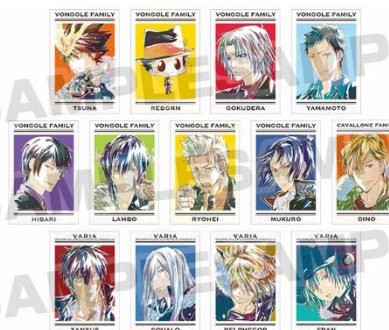 VONGOLE FAMILY
VONGOLE FAMILY
VONGOLE FAMILY
VONGOLE FAMILY
TSUNA
REBORN
GOKUDERA
YAMAMOTO
VONGOLE FAMILY
VONGOLE FAMILY
VONGOLE FAMILY
VONGOLE FAMILY
CAVALLONE FAMI
HIBARI
LAMBO
RYOHEI
MUKURO
DINO
VARIA
VARIA
VARIA
VARIA
XANXUS
SQUALO
BELPHEGOR
FRAN
SAMPLE